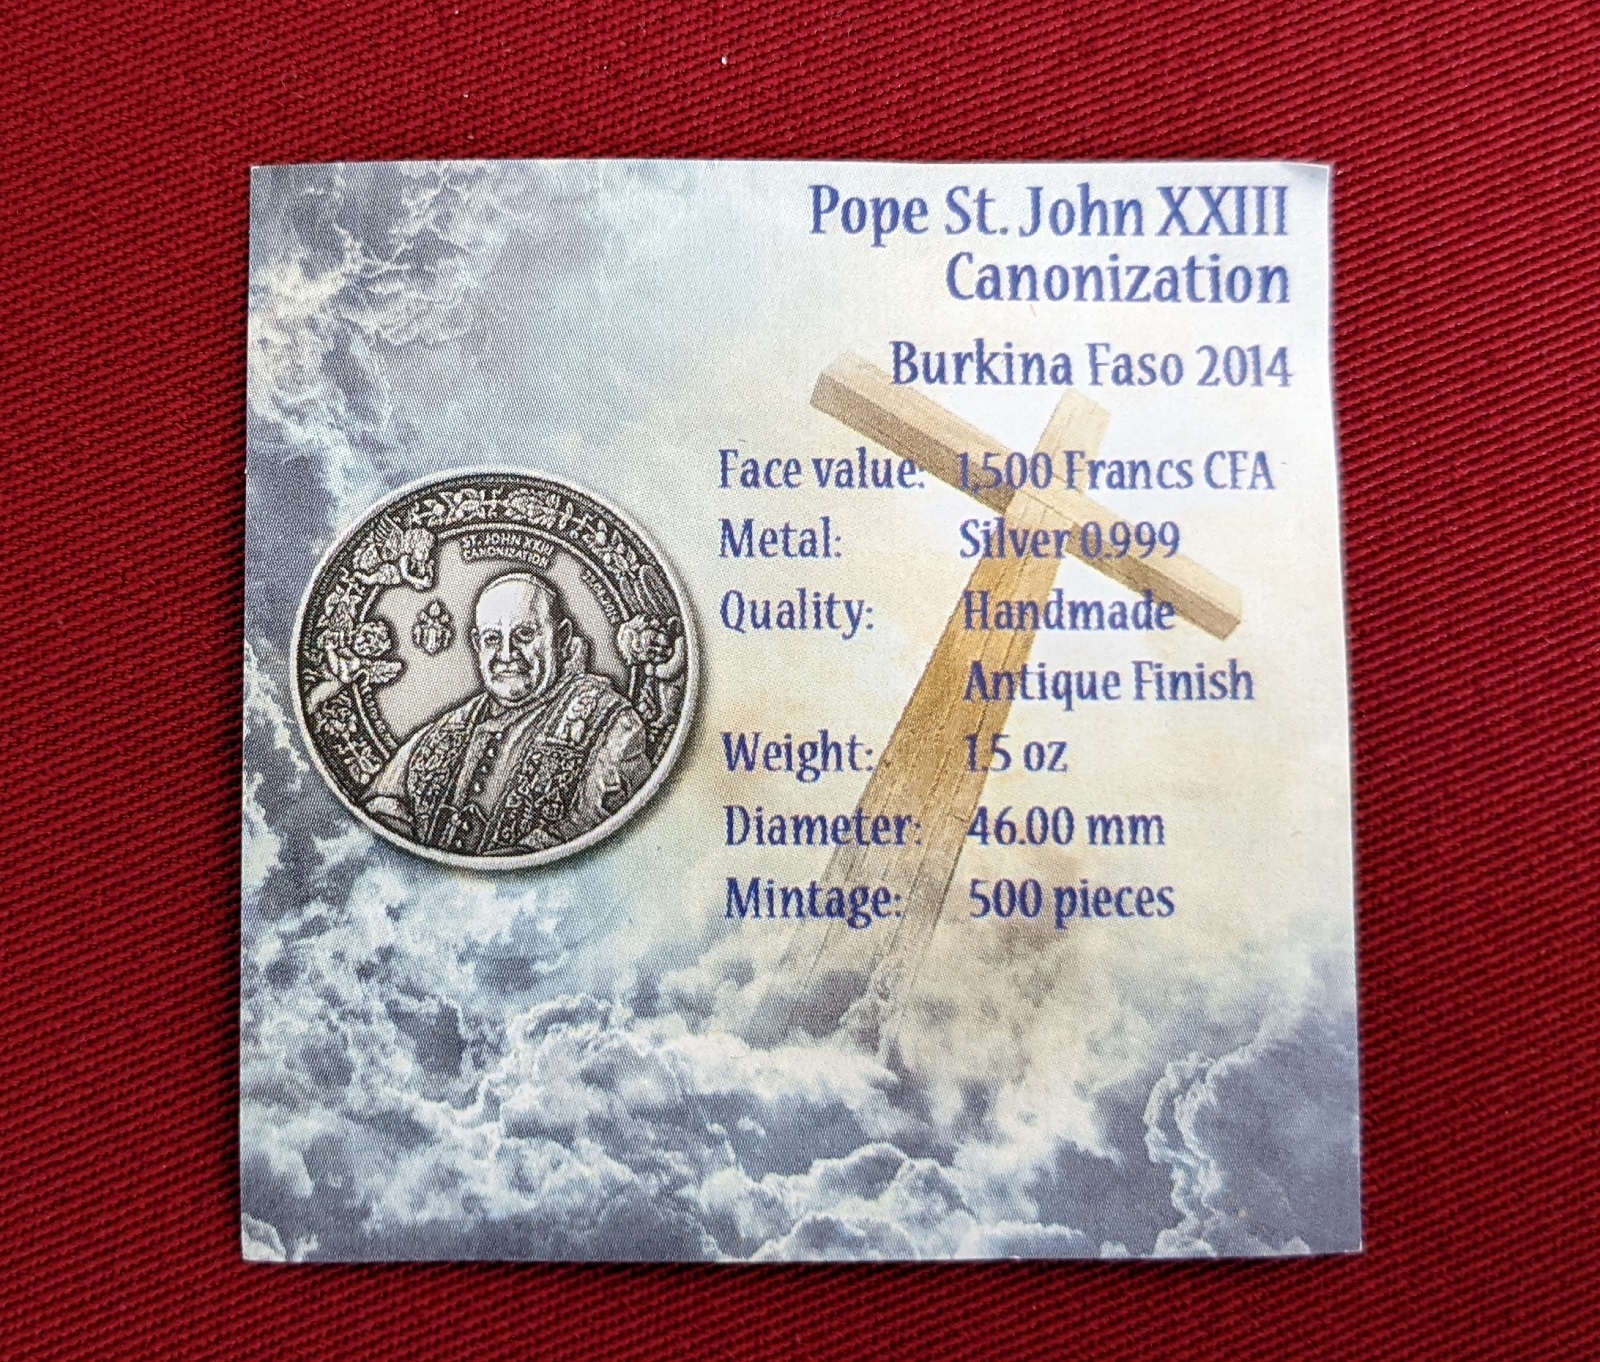 Pope St. John XXIII
Canonization
Burkina Faso 2014
Face value: 1,500 Francs CFA
Metal: Silver 0.999
Quality: Handmade
Antique Finish
Weight: 1.5 oz
Diameter: 46.00 mm
Mintage: 500 pieces
ST. JOHN XXIII
CANONIZATION